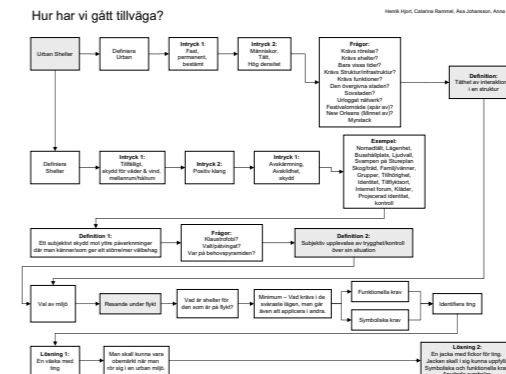 Hur har vi gått tillväga?
Henrik Hjort, Catarina Rammel, Åsa Johansson, Anna
Urban Shelter
Definiera
Urban
Intryck 1:
Fast,
permanent,
bestämt
Intryck 2:
Människor,
Tätt,
Hög densitet
Frågor:
Krävs rörelse?
Krävs shelter?
Bara vissa tider?
Krävs Struktur/infrastruktur?
Krävs funktioner?
Den övergivna staden?
Sovstaden?
Urloggat nätverk?
Festivalområde (spår av)?
New Orleans (Minnet av)?
Myrstack
Definition:
Täthet av interaktion
i en struktur
Definiera
Shelter
Intryck 1:
Tillfälligt,
skydd för väder & vind,
mellanrum/hålrum
Intryck 2:
Positiv klang
Intryck 1:
Avskärmning,
Avskildhet,
skydd
Exempel:
Nomadtält, Lägenhet,
Busshållplats, Ljudvall,
Svampen på Stureplan
Skog/träd, Familj/vänner,
Grupper, Tillhörighet,
Identitet, Tillflyktsort,
Internet forum, Kläder,
Projecerad identitet,
kontroll
Definition 1:
Ett subjektivt skydd mot yttre påverkningar
där man känner/som ger ett större/mer välbehag
Frågor:
Klaustrofobi?
Valt/påtvingat?
Var på behovspyramiden?
Definition 2:
Subjektiv upplevelse av trygghet/kontroll
över sin situation
Val av miljö
Resande under flykt
Vad är shelter för
den som är på flykt?
Minimum – Vad krävs i de
svåraste lägen, men går
även att applicera i andra.
Funktionella krav
Symboliska krav
Identifiera ting
Lösning 1:
En väska med
ting
Man skall kunna vara
obemärkt när man
rör sig i en urban miljö.
Lösning 2:
En jacka med fickor för ting.
Jackan skall i sig kunna uppfylla
Symboliska och funktionella krav